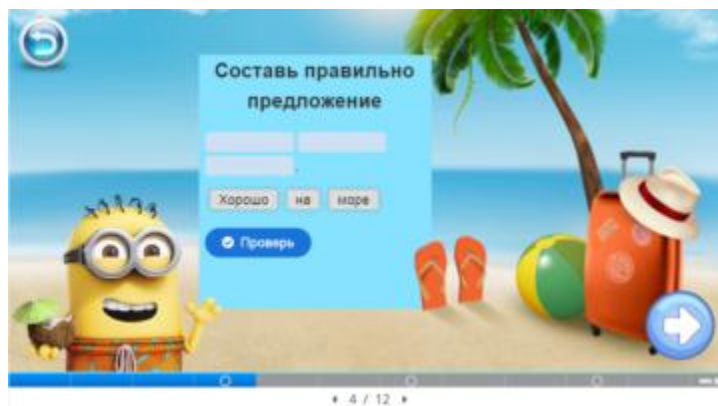 Составь правильно
предложение
.
Хорошо на море
Проверь
4 / 12